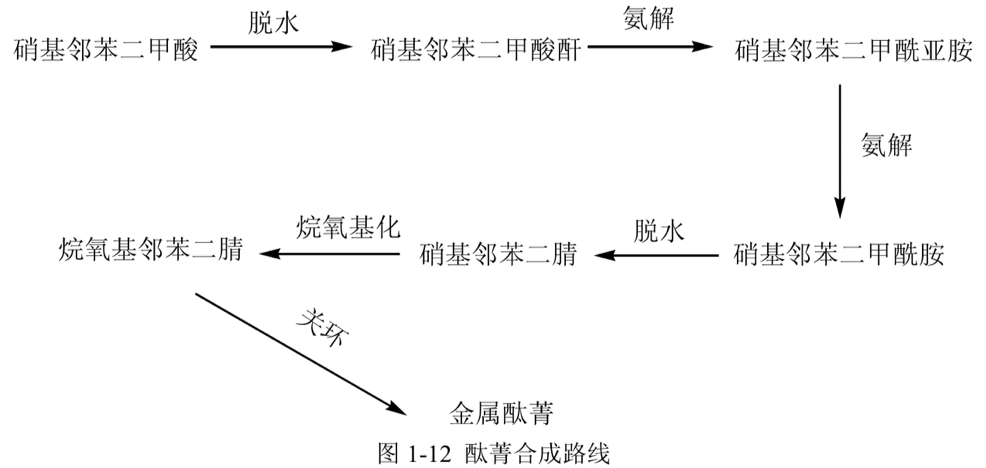 硝基邻苯二甲酸
脱水
硝基邻苯二甲酸酐
氨解
硝基邻苯二甲酰亚胺
氨解
硝基邻苯二甲酰胺
脱水
硝基邻苯二腈
烷氧基化
烷氧基邻苯二腈
关环
金属酞菁
图 1-12 酞菁合成路线